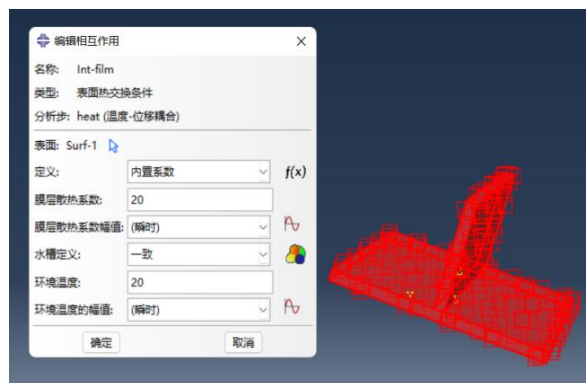 编辑相互作用
名称: Int-film
类型: 表面热交换条件
分析步: heat (温度-位移耦合)
表面: Surf-1
定义: 内置系数 f(x)
膜层散热系数: 20
膜层散热系数幅值: (瞬时)
水槽定义: 一致
环境温度: 20
环境温度的幅值: (瞬时)
确定 取消